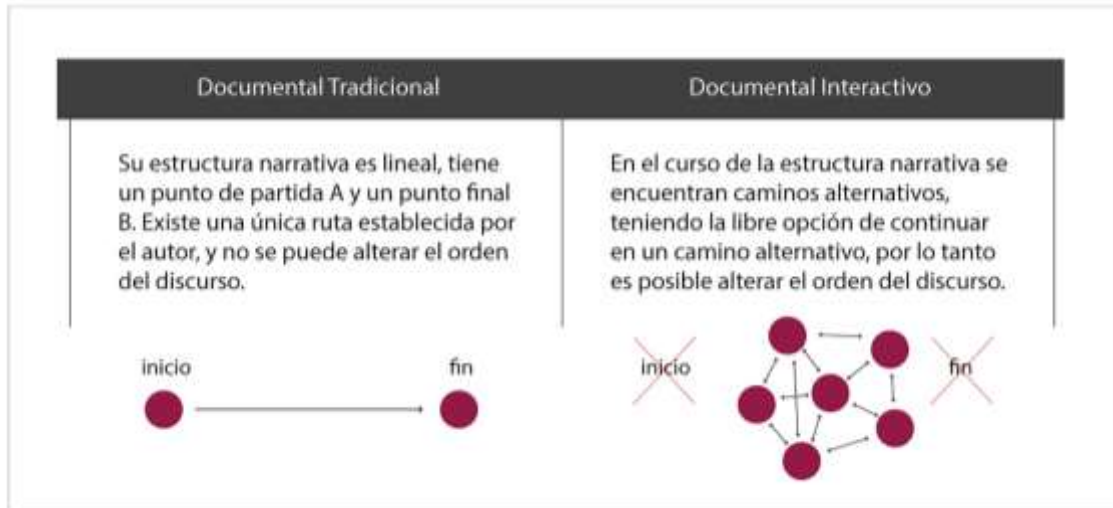 Documental Tradicional
Documental Interactivo
Su estructura narrativa es lineal, tiene
un punto de partida A y un punto final
B. Existe una única ruta establecida por
el autor, y no se puede alterar el orden
del discurso.
En el curso de la estructura narrativa se
encuentran caminos alternativos,
teniendo la libre opción de continuar
en un camino alternativo, por lo tanto
es posible alterar el orden del discurso.
inicio
fin
inicio
fin